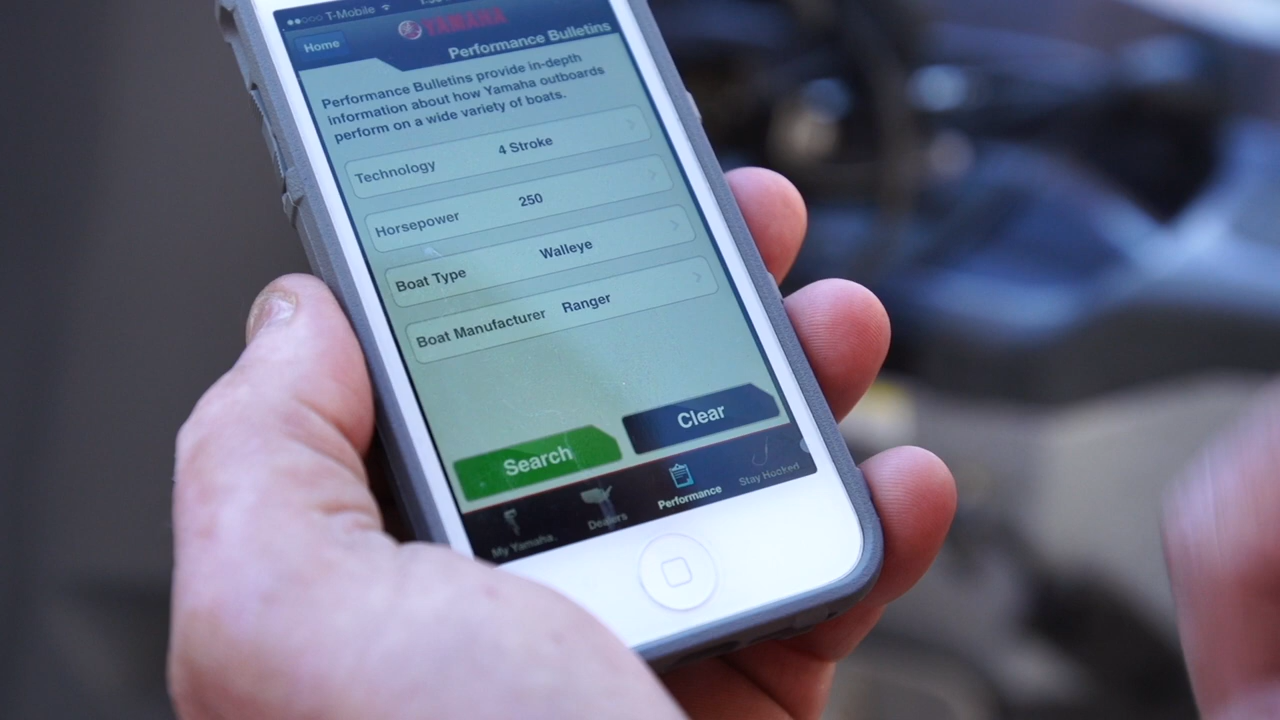 T-Mobile
YAMAHA
Home
Performance Bulletins
Performance Bulletins provide in-depth
information about how Yamaha outboards
perform on a wide variety of boats.
Technology 4 Stroke
Horsepower 250
Boat Type Walleye
Boat Manufacturer Ranger
Search Clear
My Yamaha Dealers Performance Stay Hooked